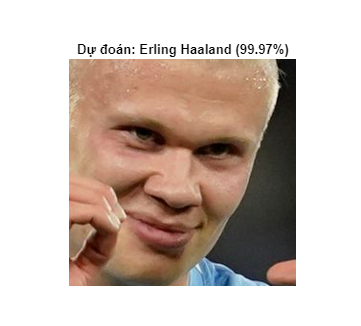 Dự đoán: Erling Haaland (99.97%)